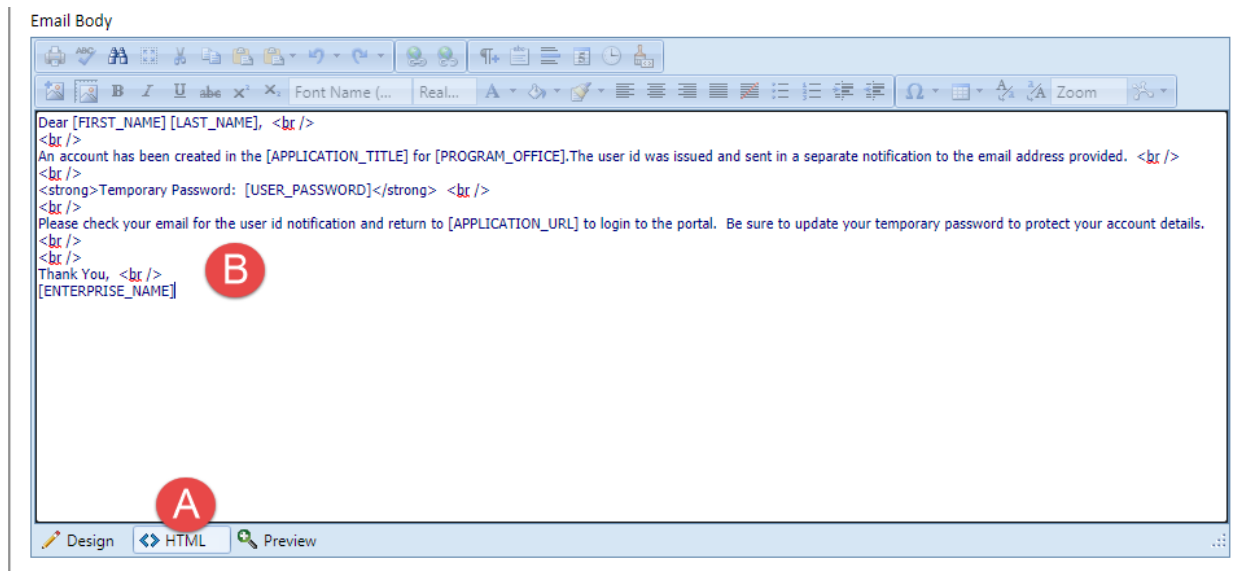 Email Body
ABC
B I U abc x² x₂ Font Name (... Real... A Ω A Zoom
Dear [FIRST_NAME] [LAST_NAME],  <br />
<br />
An account has been created in the [APPLICATION_TITLE] for [PROGRAM_OFFICE].The user id was issued and sent in a separate notification to the email address provided.  <br />
<br />
<strong>Temporary Password:  [USER_PASSWORD]</strong>  <br />
<br />
Please check your email for the user id notification and return to [APPLICATION_URL] to login to the portal.  Be sure to update your temporary password to protect your account details.
<br />
<br />
Thank You,  <br />
[ENTERPRISE_NAME]
B
A
Design <> HTML Preview